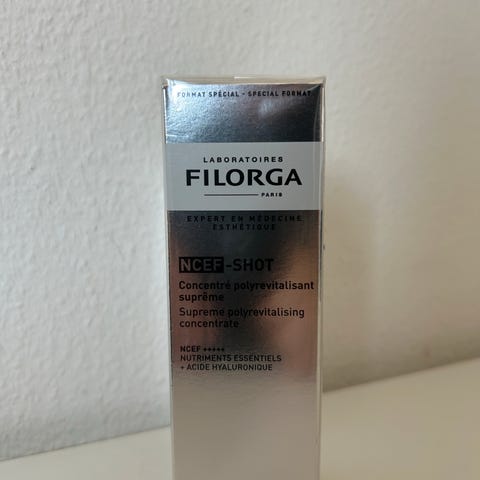 FORMAT SPÉCIAL - SPECIAL FORMAT
LABORATOIRES
FILORGA
PARIS
EXPERT EN MÉDECINE
ESTHÉTIQUE
NCEF-SHOT
Concentré polyrevitalisant
suprême
Supreme polyrevitalising
concentrate
NCEF +++++
NUTRIMENTS ESSENTIELS
+ ACIDE HYALURONIQUE